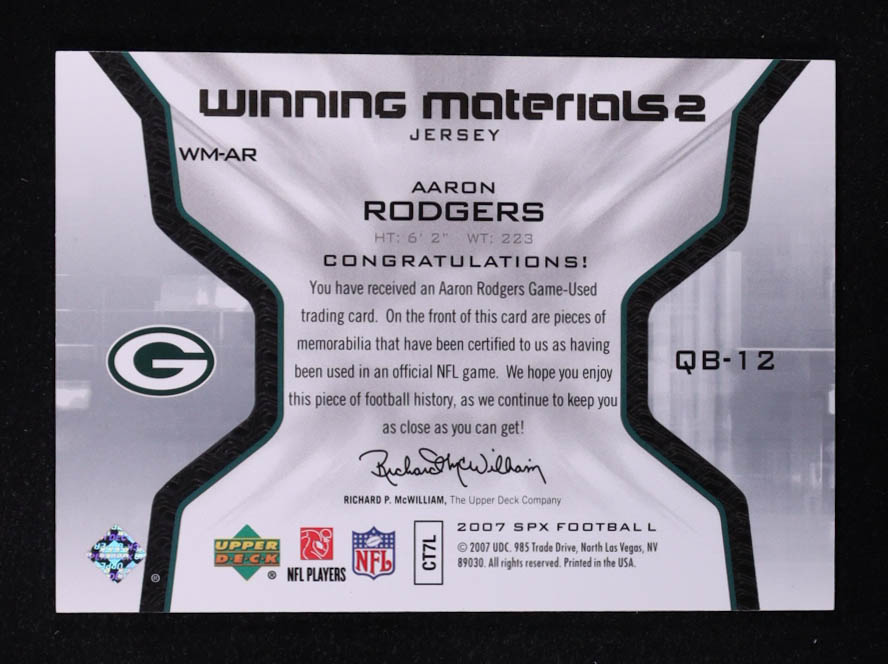 WINNING materials 2
JERSEY
WM-AR
AARON
RODGERS
HT: 6' 2" WT: 223
CONGRATULATIONS!
You have received an Aaron Rodgers Game-Used
trading card. On the front of this card are pieces of
memorabilia that have been certified to us as having
been used in an official NFL game. We hope you enjoy
this piece of football history, as we continue to keep you
as close as you can get!
G
QB-12
Richard McWilliam
RICHARD P. McWILLIAM, The Upper Deck Company
UPPER
DECK
®
NFL PLAYERS
NFL
CT7L
2007 SPX FOOTBALL
© 2007 UDC. 985 Trade Drive, North Las Vegas, NV
89030. All rights reserved. Printed in the USA.
®